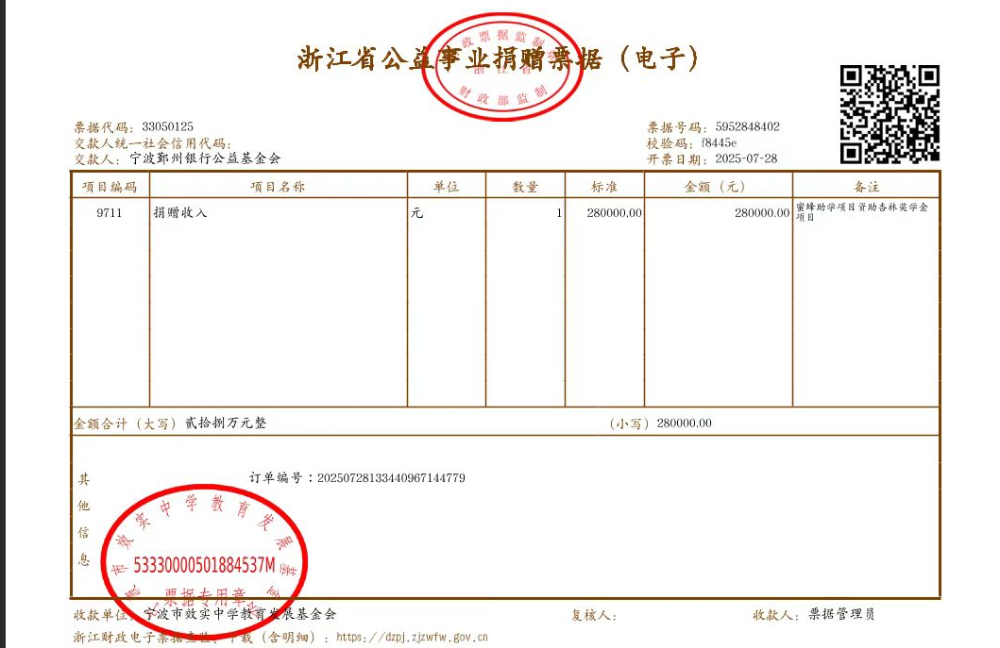 浙江省公益事业捐赠票据（电子）
政票据监制
浙江省
财政部监制
票据代码：33050125
票据号码：5952848402
交款人统一社会信用代码：
校验码：f8445e
交款人：宁波鄞州银行公益基金会
开票日期：2025-07-28
项目编码 项目名称 单位 数量 标准 金额（元） 备注
9711 捐赠收入 元 1 280000.00 280000.00 蜜蜂助学项目资助杏林奖学金
项目
金额合计（大写）贰拾捌万元整 （小写）280000.00
其他信息
订单编号：20250728133440967144779
宁波市效实中学教育发展基金会
53330000501884537M
票据专用章
收款单位：宁波市效实中学教育发展基金会 复核人： 收款人：票据管理员
浙江财政电子票据查验、下载（含明细）：https://dzpj.zjzwfw.gov.cn